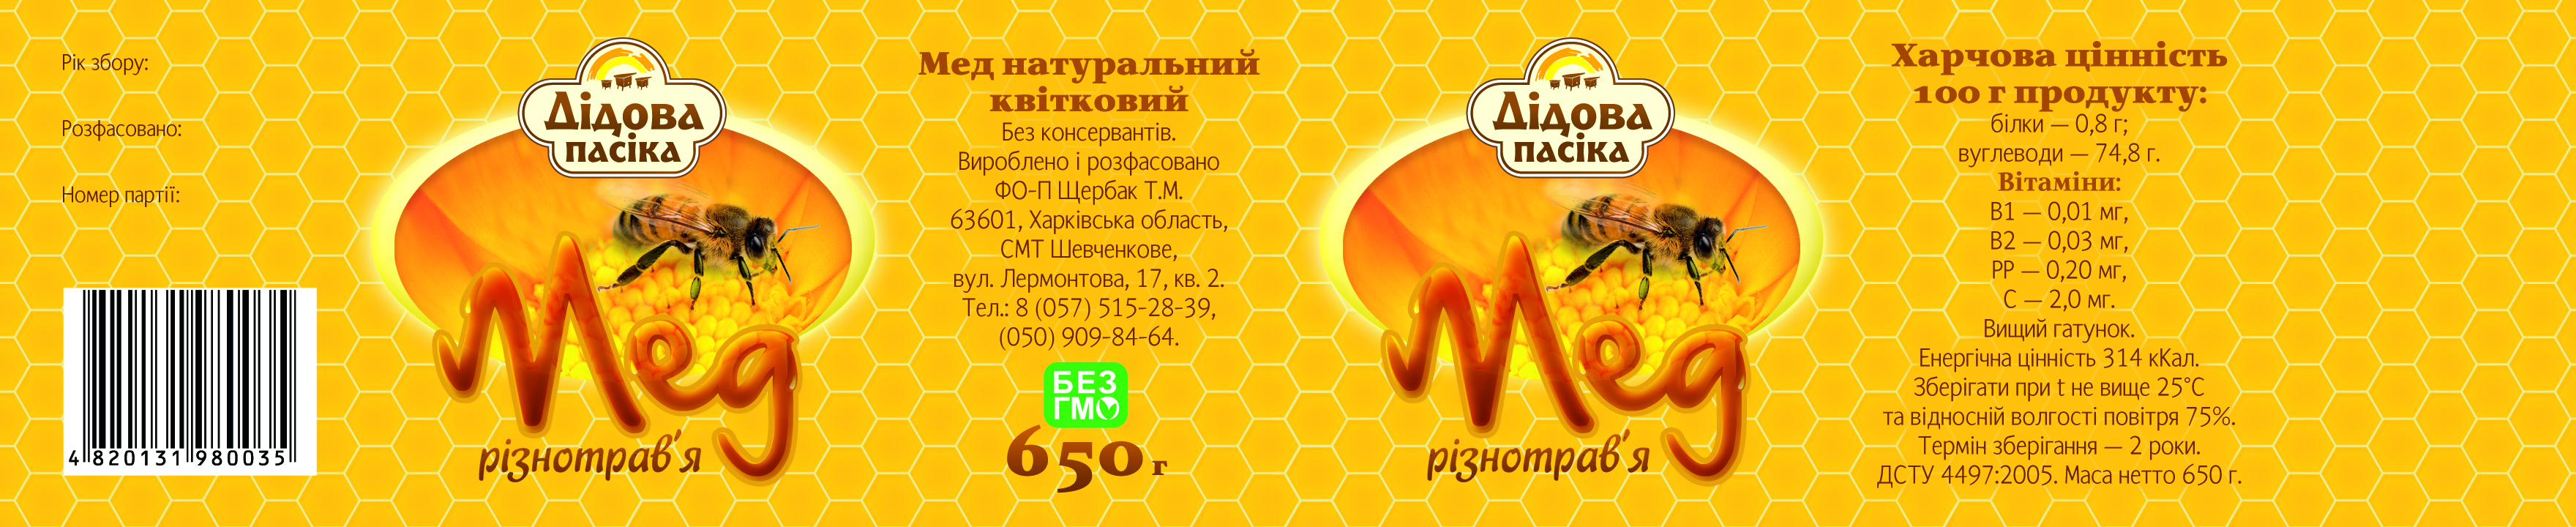 Рік збору:
Розфасовано:
Номер партії:
4 820131 980035
Дідова
пасіка
Мед
різнотрав'я
Мед натуральний
квітковий
Без консервантів.
Вироблено і розфасовано
ФО-П Щербак Т.М.
63601, Харківська область,
СМТ Шевченкове,
вул. Лермонтова, 17, кв. 2.
Тел.: 8 (057) 515-28-39,
(050) 909-84-64.
БЕЗ
ГМО
650 г
Дідова
пасіка
Мед
різнотрав'я
Харчова цінність
100 г продукту:
білки — 0,8 г;
вуглеводи — 74,8 г.
Вітаміни:
В1 — 0,01 мг,
В2 — 0,03 мг,
РР — 0,20 мг,
С — 2,0 мг.
Вищий гатунок.
Енергічна цінність 314 кКал.
Зберігати при t не вище 25°С
та відносній волгості повітря 75%.
Термін зберігання — 2 роки.
ДСТУ 4497:2005. Маса нетто 650 г.